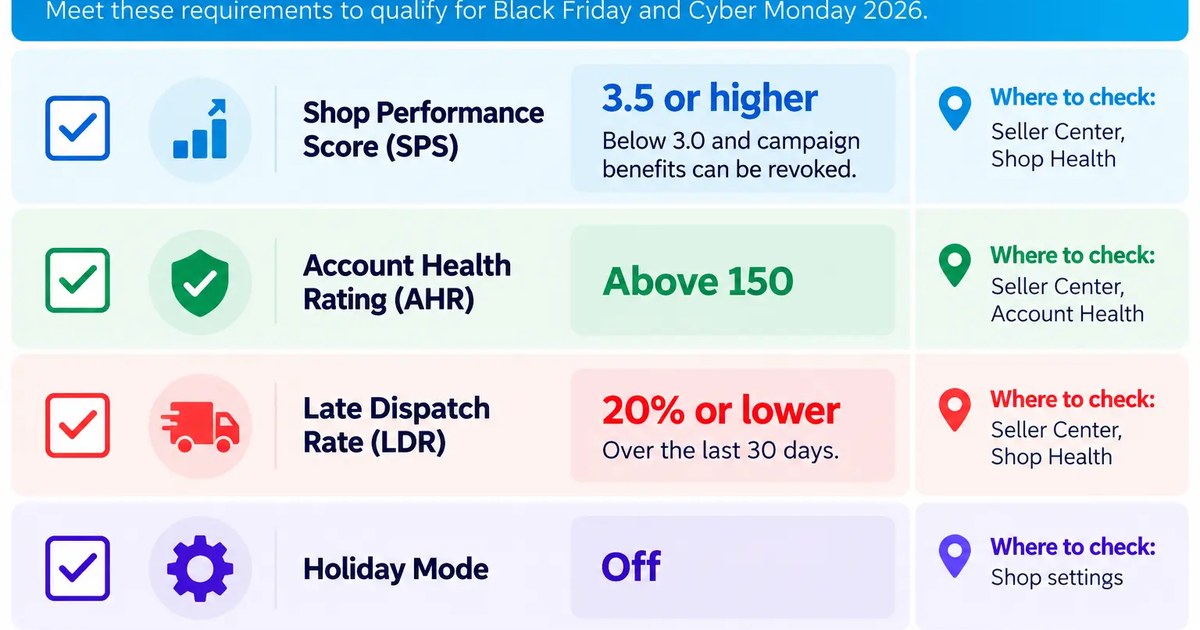 Meet these requirements to qualify for Black Friday and Cyber Monday 2026.
Shop Performance
Score (SPS)
3.5 or higher
Below 3.0 and campaign
benefits can be revoked.
Where to check:
Seller Center,
Shop Health
Account Health
Rating (AHR)
Above 150
Where to check:
Seller Center,
Account Health
Late Dispatch
Rate (LDR)
20% or lower
Over the last 30 days.
Where to check:
Seller Center,
Shop Health
Holiday Mode
Off
Where to check:
Shop settings